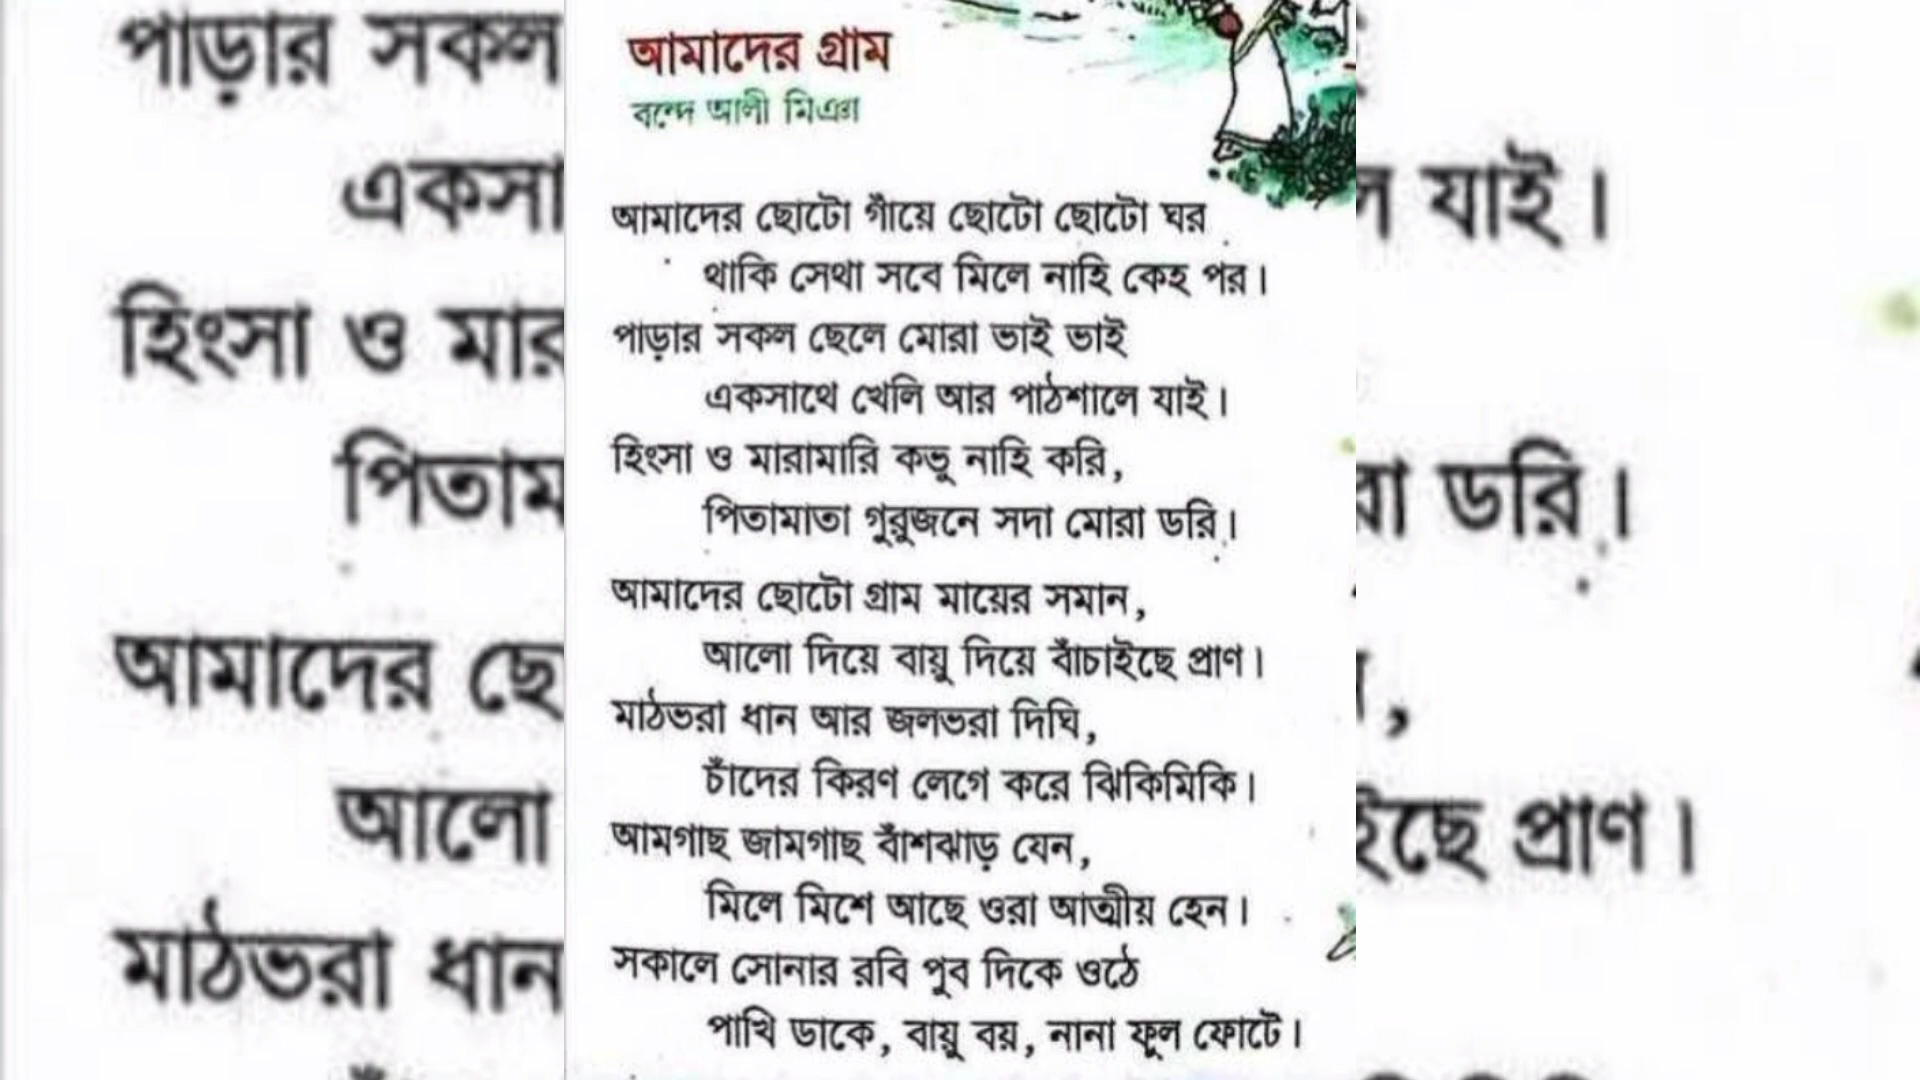 আমাদের গ্রাম
বন্দে আলী মিঞা
আমাদের ছোটো গাঁয়ে ছোটো ছোটো ঘর
থাকি সেথা সবে মিলে নাহি কেহ পর।
পাড়ার সকল ছেলে মোরা ভাই ভাই
একসাথে খেলি আর পাঠশালে যাই।
হিংসা ও মারামারি কভু নাহি করি,
পিতামাতা গুরুজনে সদা মোরা ডরি।
আমাদের ছোটো গ্রাম মায়ের সমান,
আলো দিয়ে বায়ু দিয়ে বাঁচাইছে প্রাণ।
মাঠভরা ধান আর জলভরা দিঘি,
চাঁদের কিরণ লেগে করে ঝিকিমিকি।
আমগাছ জামগাছ বাঁশঝাড় যেন,
মিলে মিশে আছে ওরা আত্মীয় হেন।
সকালে সোনার রবি পুব দিকে ওঠে
পাখি ডাকে, বায়ু বয়, নানা ফুল ফোটে।